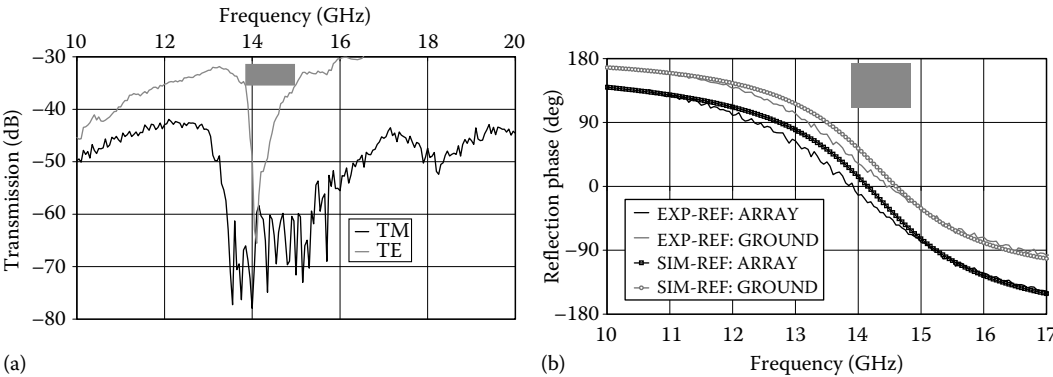 Frequency (GHz)
10 12 14 16 18 20
−30
−40
−50
−60
−70
−80
Transmission (dB)
TM
TE
(a)
180
90
0
−90
−180
Reflection phase (deg)
EXP-REF: ARRAY
EXP-REF: GROUND
SIM-REF: ARRAY
SIM-REF: GROUND
10 11 12 13 14 15 16 17
Frequency (GHz)
(b)